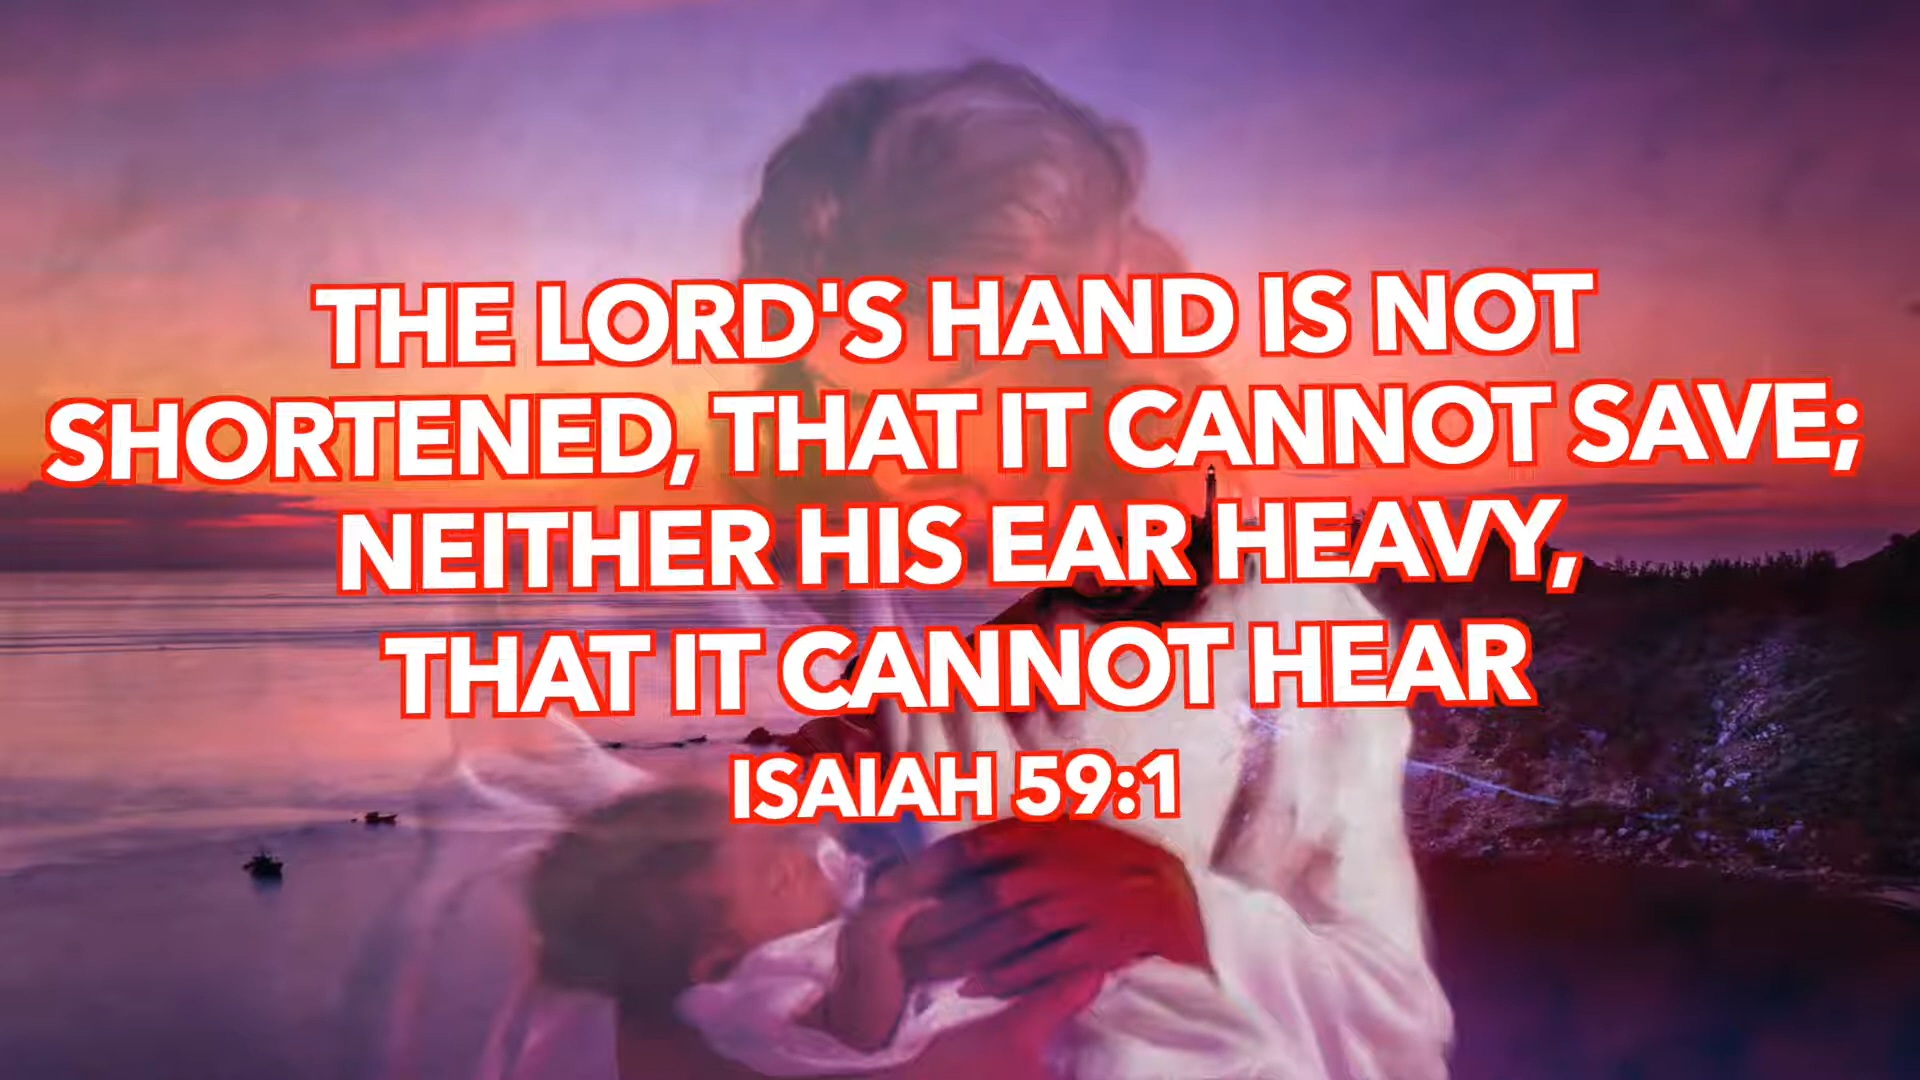 THE LORD'S HAND IS NOT
SHORTENED, THAT IT CANNOT SAVE;
NEITHER HIS EAR HEAVY,
THAT IT CANNOT HEAR
ISAIAH 59:1